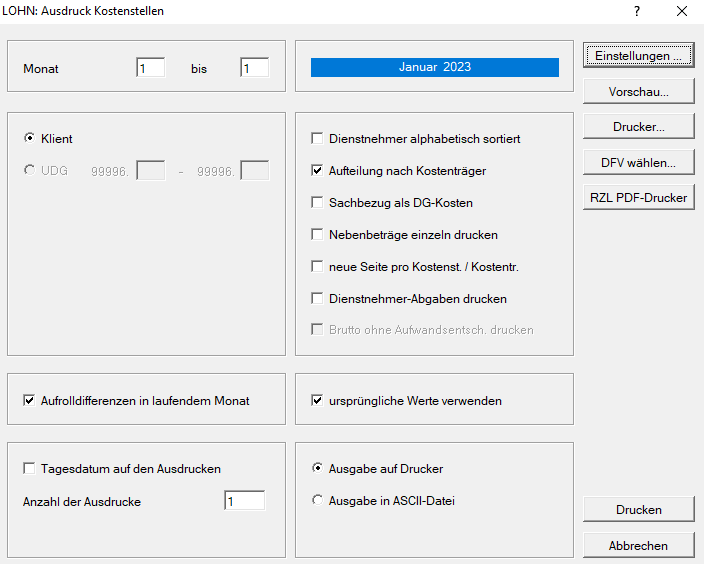 LOHN: Ausdruck Kostenstellen
Monat 1 bis 1
Januar 2023
Einstellungen ...
Vorschau...
Drucker...
DFV wählen...
RZL PDF-Drucker
Klient
UDG 99996. - 99996.
Dienstnehmer alphabetisch sortiert
Aufteilung nach Kostenträger
Sachbezug als DG-Kosten
Nebenbeträge einzeln drucken
neue Seite pro Kostenst. / Kostentr.
Dienstnehmer-Abgaben drucken
Brutto ohne Aufwandsentsch. drucken
Aufrolldifferenzen in laufendem Monat
ursprüngliche Werte verwenden
Tagesdatum auf den Ausdrucken
Anzahl der Ausdrucke 1
Ausgabe auf Drucker
Ausgabe in ASCII-Datei
Drucken
Abbrechen